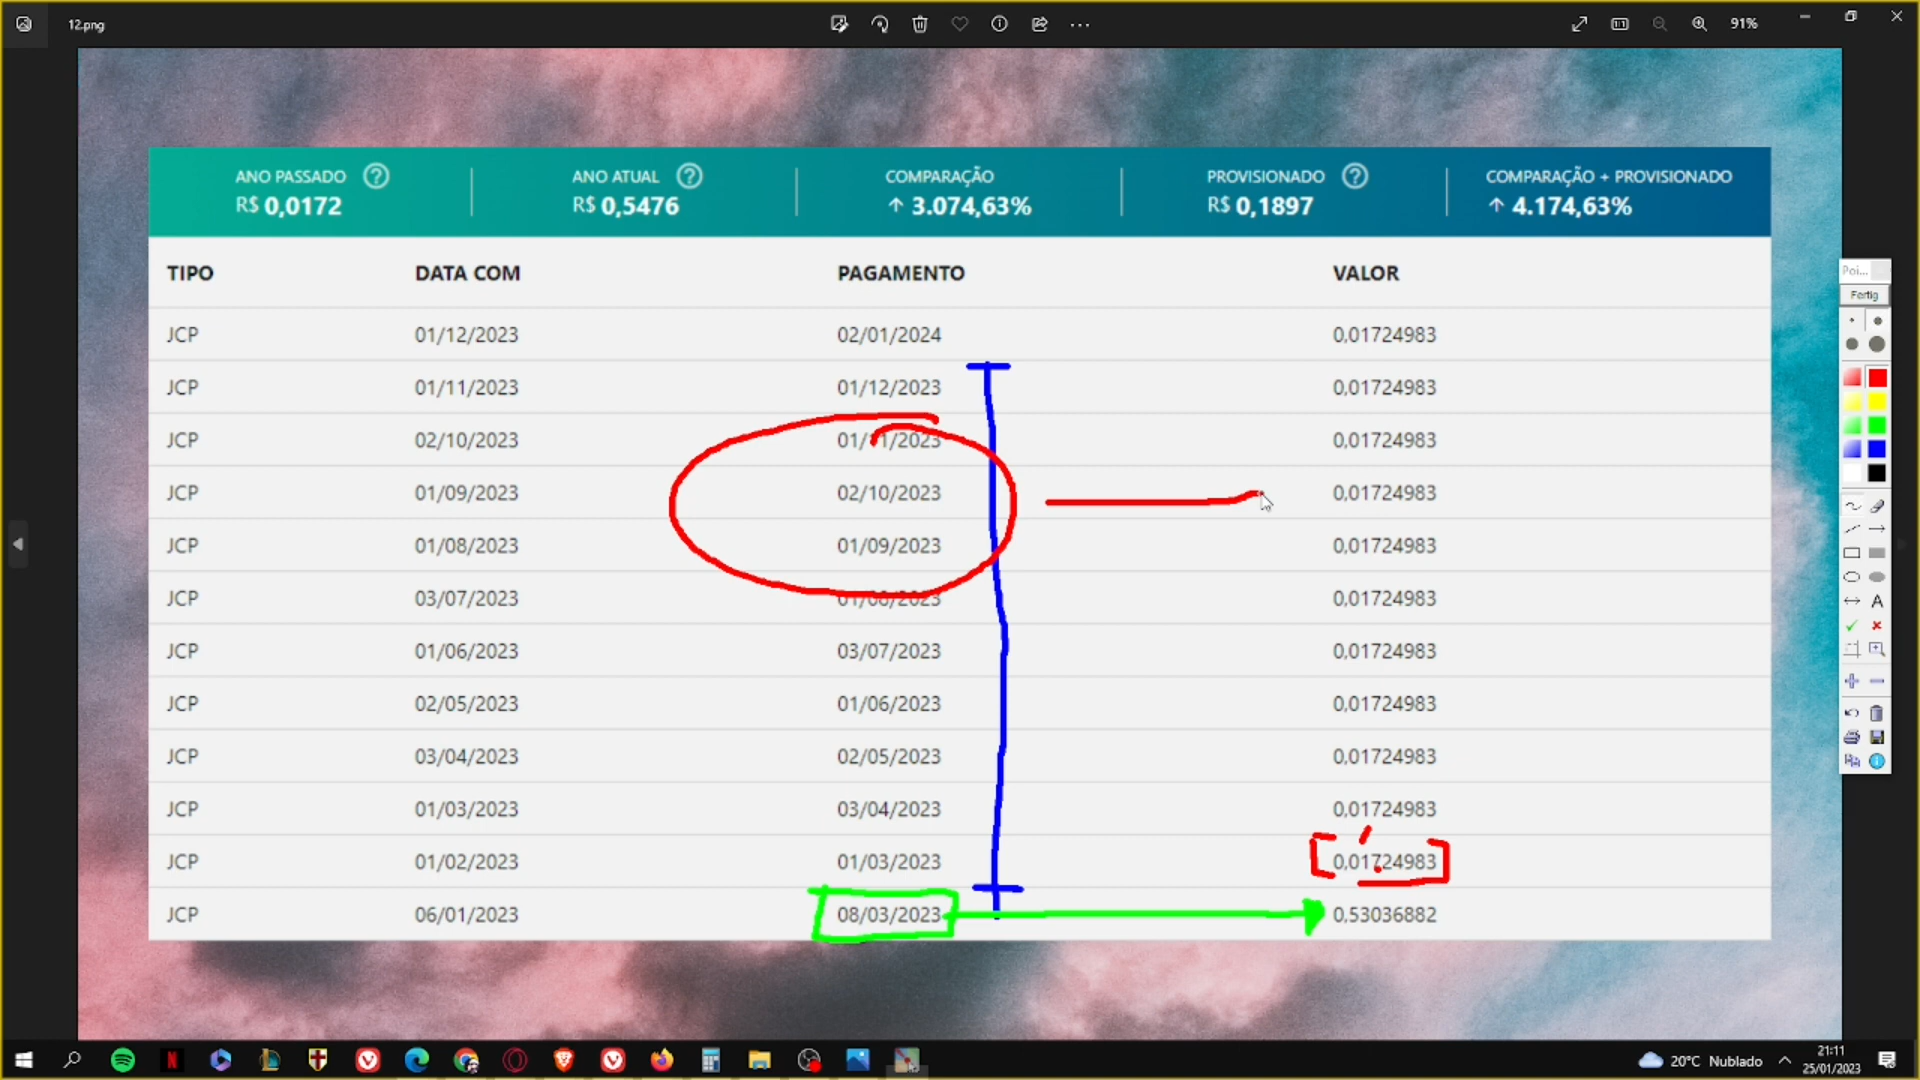 12.png
91%
ANO PASSADO ? ANO ATUAL ? COMPARAÇÃO PROVISIONADO ? COMPARAÇÃO + PROVISIONADO
R$ 0,0172 R$ 0,5476 ↑ 3.074,63% R$ 0,1897 ↑ 4.174,63%
TIPO DATA COM PAGAMENTO VALOR
JCP 01/12/2023 02/01/2024 0,01724983
JCP 01/11/2023 01/12/2023 0,01724983
JCP 02/10/2023 01/11/2023 0,01724983
JCP 01/09/2023 02/10/2023 0,01724983
JCP 01/08/2023 01/09/2023 0,01724983
JCP 03/07/2023 01/08/2023 0,01724983
JCP 01/06/2023 03/07/2023 0,01724983
JCP 02/05/2023 01/06/2023 0,01724983
JCP 03/04/2023 02/05/2023 0,01724983
JCP 01/03/2023 03/04/2023 0,01724983
JCP 01/02/2023 01/03/2023 0,01724983
JCP 06/01/2023 08/03/2023 0,53036882
Poi...
Fertig
A
20°C Nublado
21:11
25/01/2023